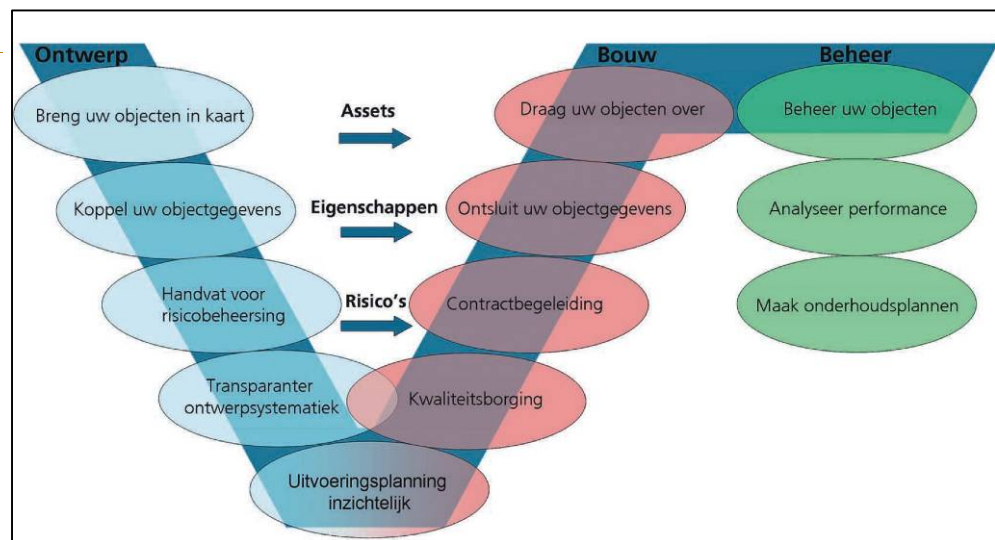 Ontwerp
Bouw
Beheer
Breng uw objecten in kaart
Assets
Draag uw objecten over
Beheer uw objecten
Koppel uw objectgegevens
Eigenschappen
Ontsluit uw objectgegevens
Analyseer performance
Handvat voor
risicobeheersing
Risico's
Contractbegeleiding
Maak onderhoudsplannen
Transparanter
ontwerpsystematiek
Kwaliteitsborging
Uitvoeringsplanning
inzichtelijk